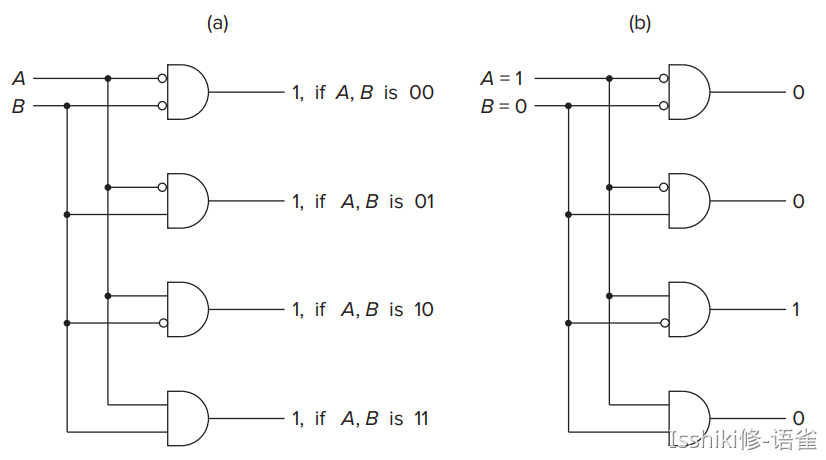 (a)
A
B
1, if A, B is 00
1, if A, B is 01
1, if A, B is 10
1, if A, B is 11
(b)
A = 1
B = 0
0
0
1
0
Isshiki修-语雀